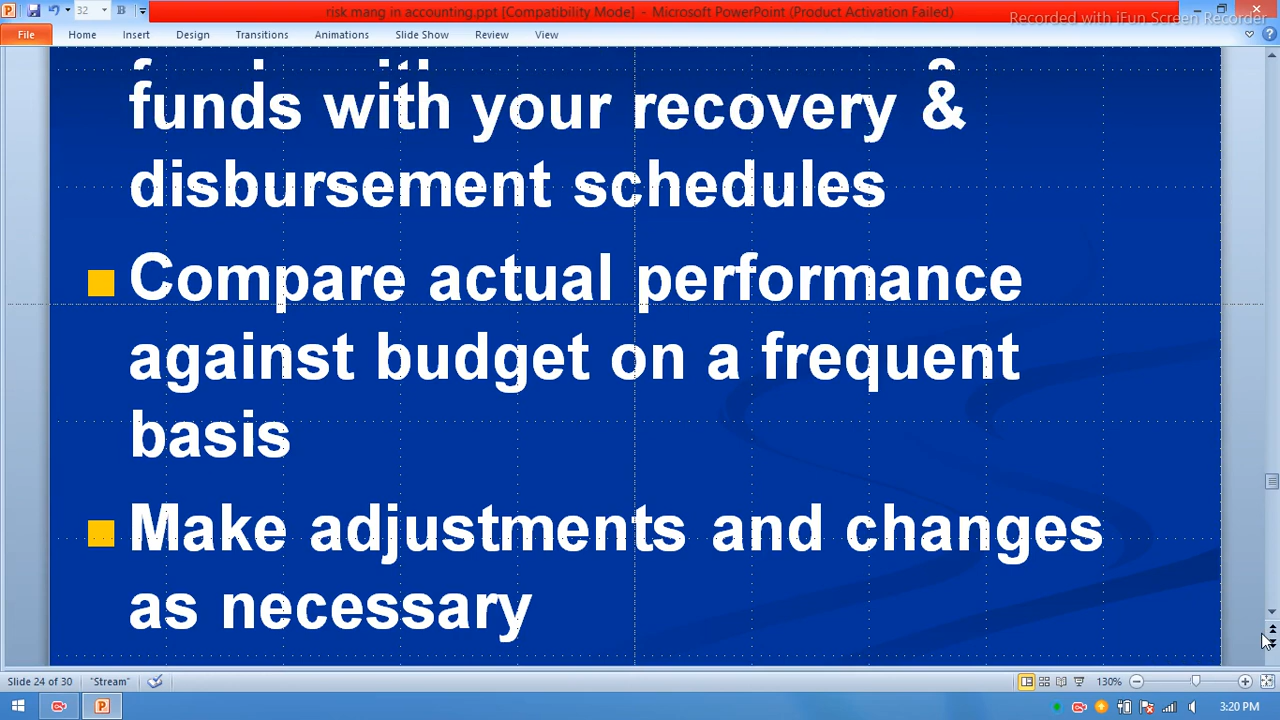 risk mang in accounting.ppt [Compatibility Mode] - Microsoft PowerPoint (Product Activation Failed)
Recorded with iFun Screen Recorder
32 B
File Home Insert Design Transitions Animations Slide Show Review View
funds with your recovery &
disbursement schedules
Compare actual performance
against budget on a frequent
basis
Make adjustments and changes
as necessary
Slide 24 of 30 "Stream" 130%
3:20 PM